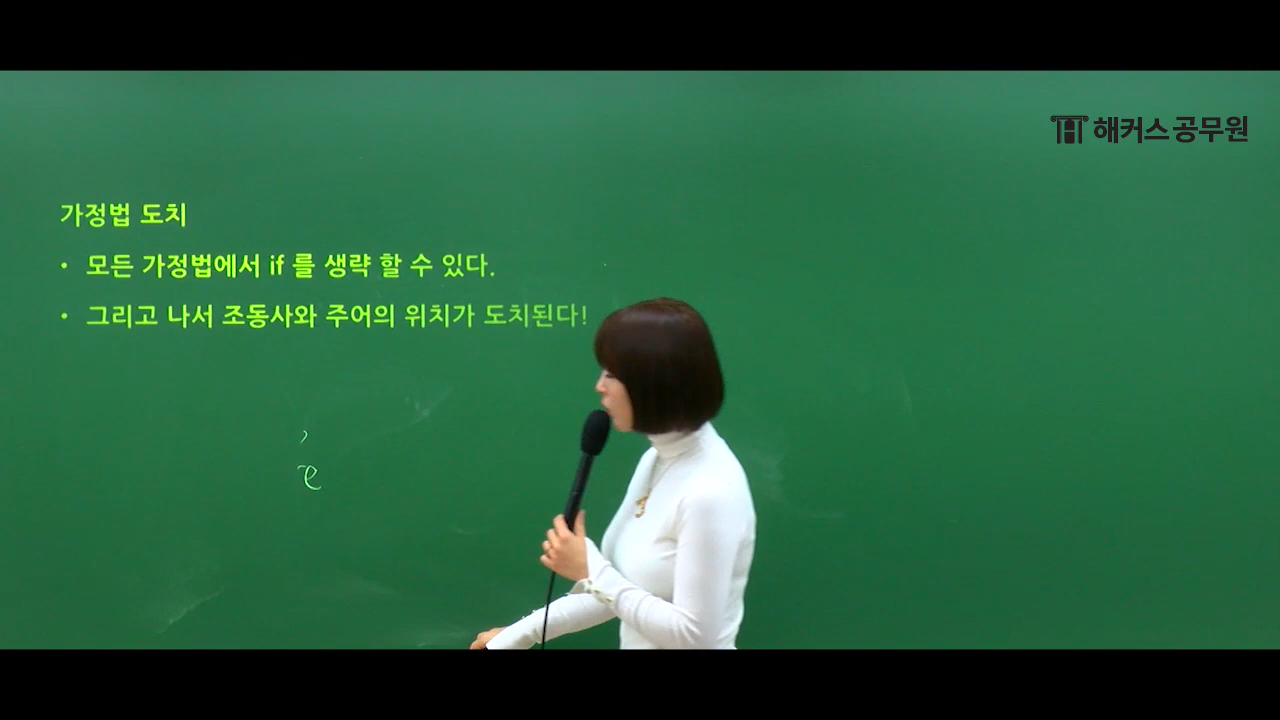 해커스공무원
가정법 도치
• 모든 가정법에서 if 를 생략 할 수 있다.
• 그리고 나서 조동사와 주어의 위치가 도치된다!